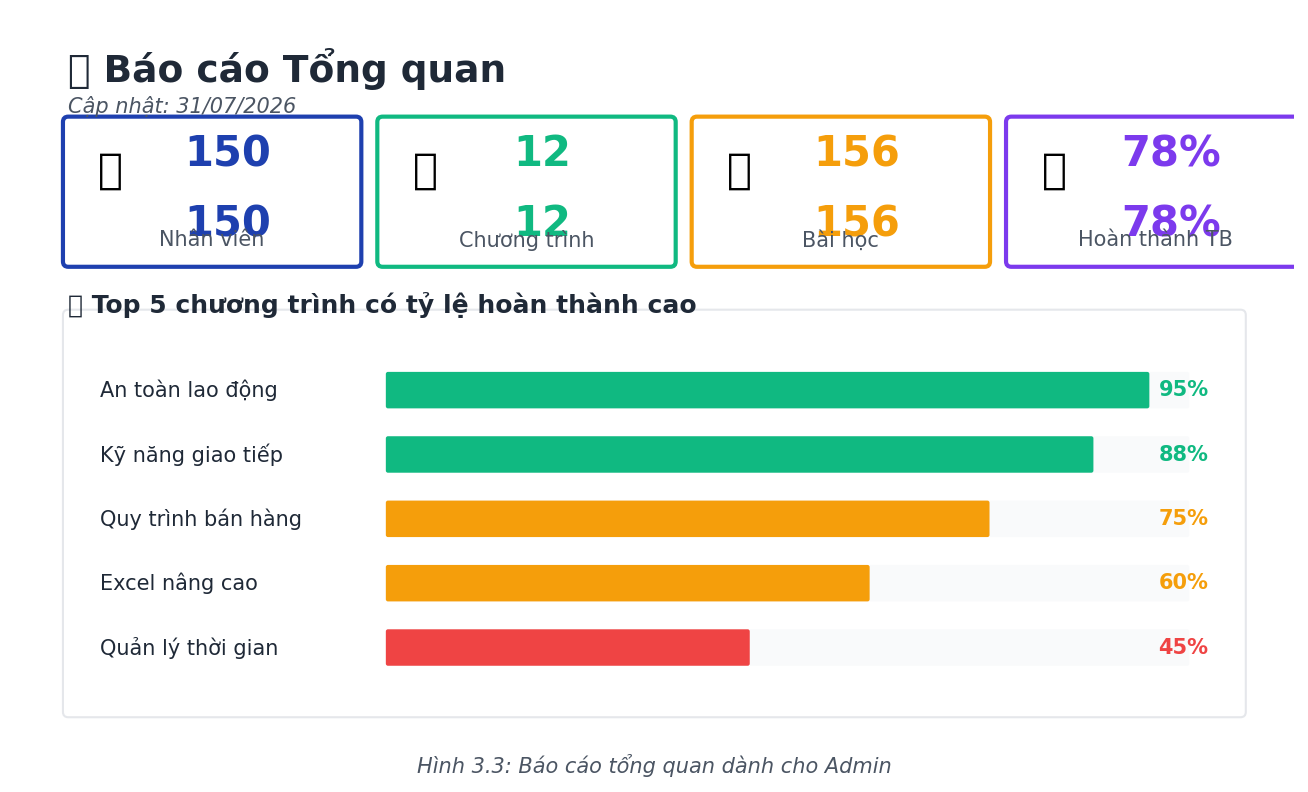 Báo cáo Tổng quan
Cập nhật: 31/07/2026
150
150
Nhân viên
12
12
Chương trình
156
156
Bài học
78%
78%
Hoàn thành TB
Top 5 chương trình có tỷ lệ hoàn thành cao
An toàn lao động 95%
Kỹ năng giao tiếp 88%
Quy trình bán hàng 75%
Excel nâng cao 60%
Quản lý thời gian 45%
Hình 3.3: Báo cáo tổng quan dành cho Admin